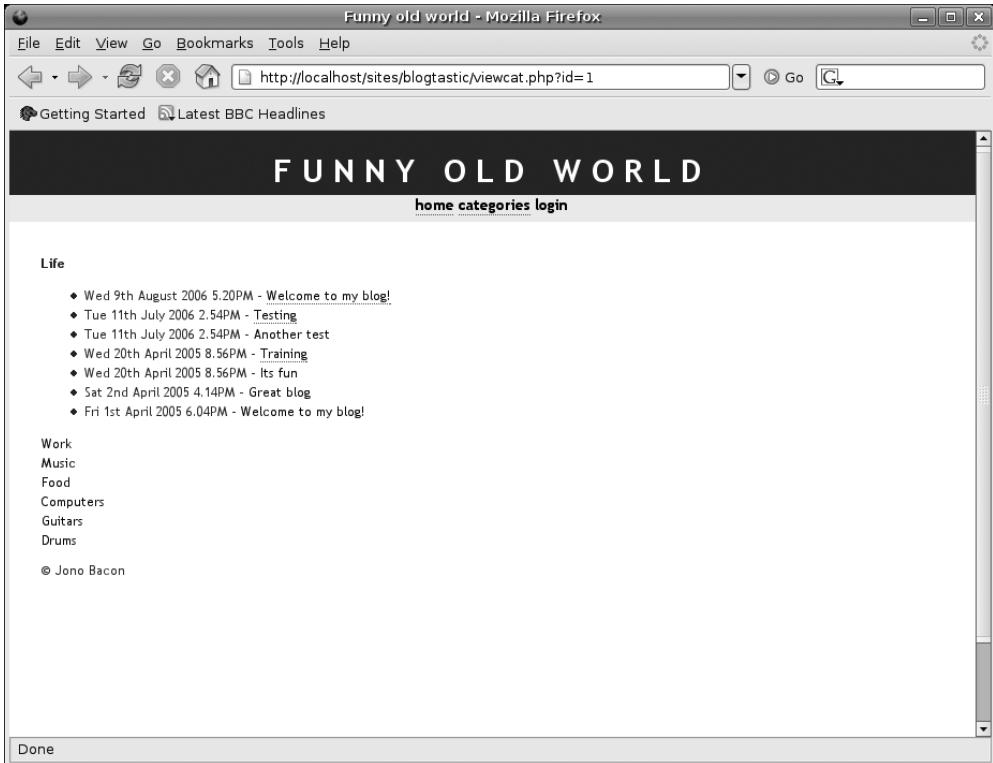 Funny old world - Mozilla Firefox
File Edit View Go Bookmarks Tools Help
http://localhost/sites/blogtastic/viewcat.php?id=1 Go G
Getting Started Latest BBC Headlines
FUNNY OLD WORLD
home categories login
Life
Wed 9th August 2006 5.20PM - Welcome to my blog!
Tue 11th July 2006 2.54PM - Testing
Tue 11th July 2006 2.54PM - Another test
Wed 20th April 2005 8.56PM - Training
Wed 20th April 2005 8.56PM - Its fun
Sat 2nd April 2005 4.14PM - Great blog
Fri 1st April 2005 6.04PM - Welcome to my blog!
Work
Music
Food
Computers
Guitars
Drums
© Jono Bacon
Done